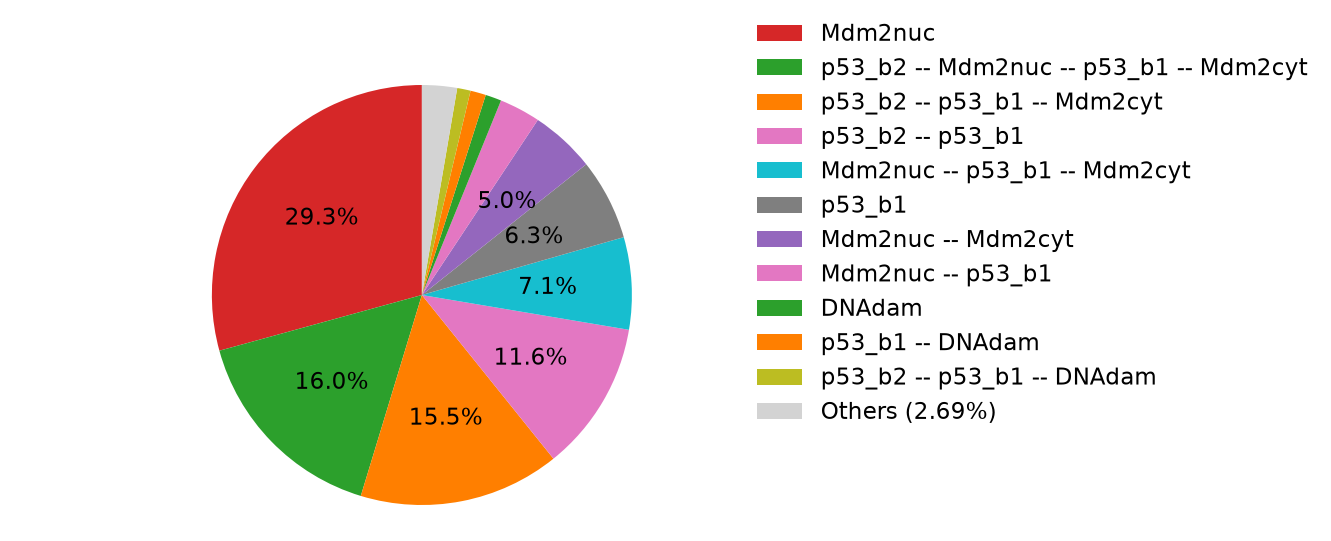 29.3%
16.0%
15.5%
11.6%
7.1%
6.3%
5.0%
Mdm2nuc
p53_b2 -- Mdm2nuc -- p53_b1 -- Mdm2cyt
p53_b2 -- p53_b1 -- Mdm2cyt
p53_b2 -- p53_b1
Mdm2nuc -- p53_b1 -- Mdm2cyt
p53_b1
Mdm2nuc -- Mdm2cyt
Mdm2nuc -- p53_b1
DNAdam
p53_b1 -- DNAdam
p53_b2 -- p53_b1 -- DNAdam
Others (2.69%)